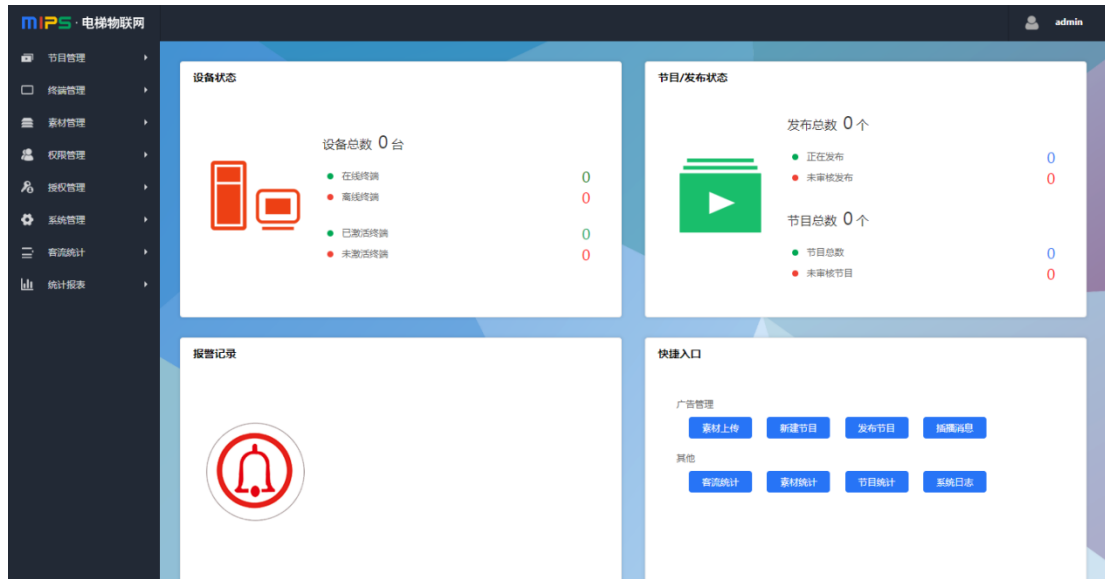 MIPS·电梯物联网
admin
节目管理
终端管理
素材管理
权限管理
授权管理
系统管理
客流统计
统计报表
设备状态
设备总数 0 台
在线终端 0
离线终端 0
已激活终端 0
未激活终端 0
节目/发布状态
发布总数 0 个
正在发布 0
未审核发布 0
节目总数 0 个
节目总数 0
未审核节目 0
报警记录
快捷入口
广告管理
素材上传 新建节目 发布节目 插播消息
其他
客流统计 素材统计 节目统计 系统日志